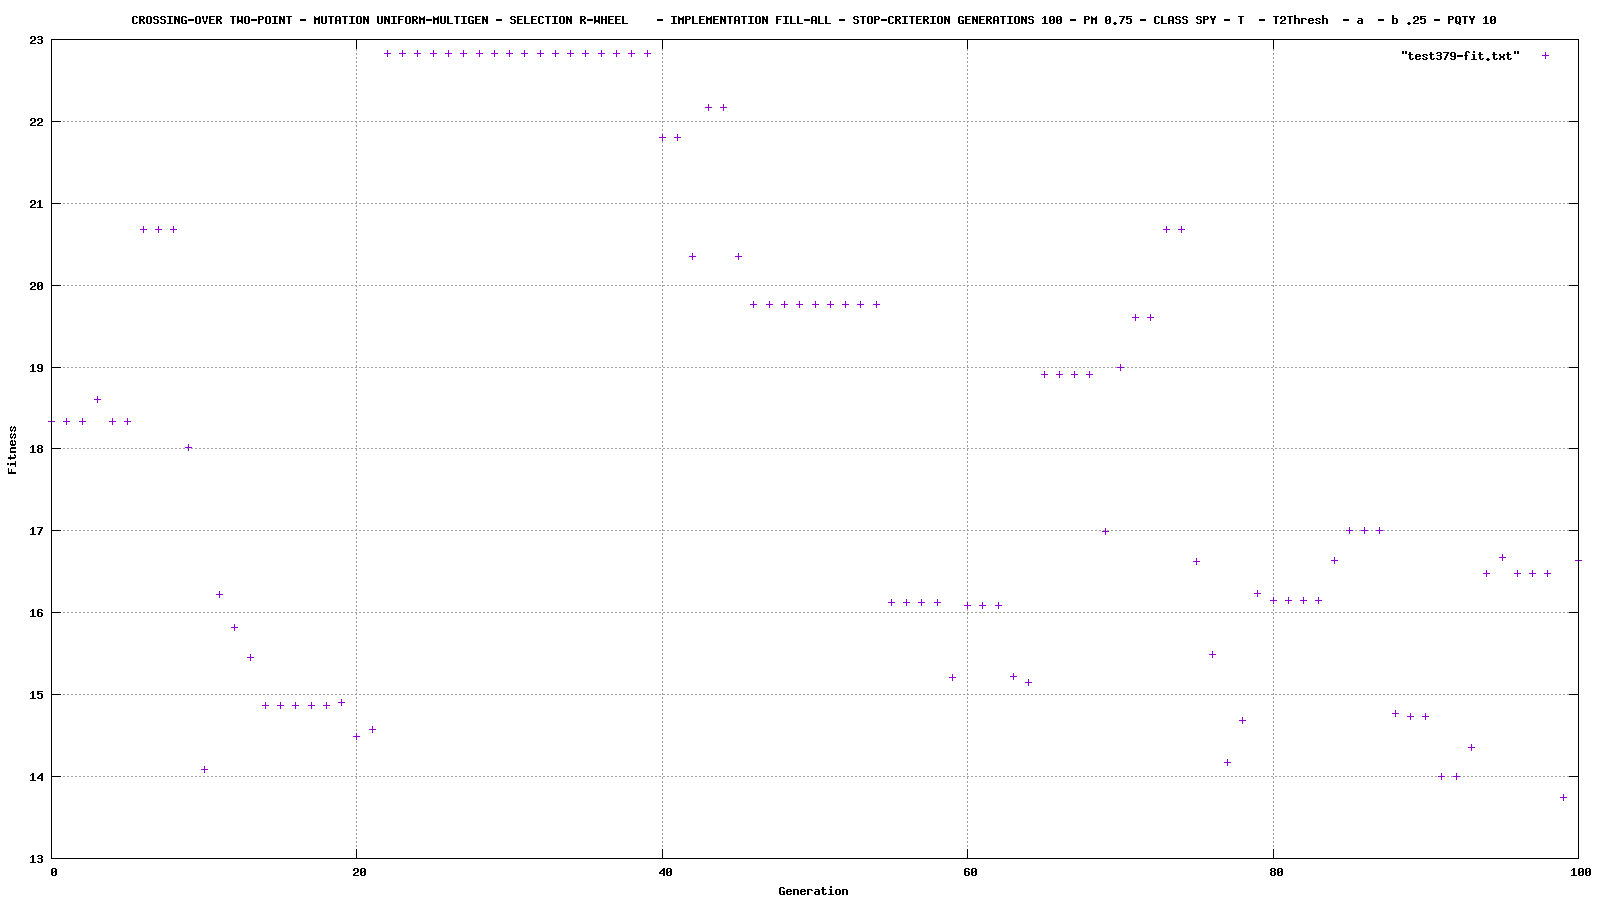 CROSSING-OVER TWO-POINT - MUTATION UNIFORM-MULTIGEN - SELECTION R-WHEEL    - IMPLEMENTATION FILL-ALL - STOP-CRITERION GENERATIONS 100 - PM 0.75 - CLASS SPY - T  - T2Thresh  - a  - b .25 - PQTY 10
"test379-fit.txt"
23
22
21
20
19
18
17
16
15
14
13
Fitness
0 20 40 60 80 100
Generation